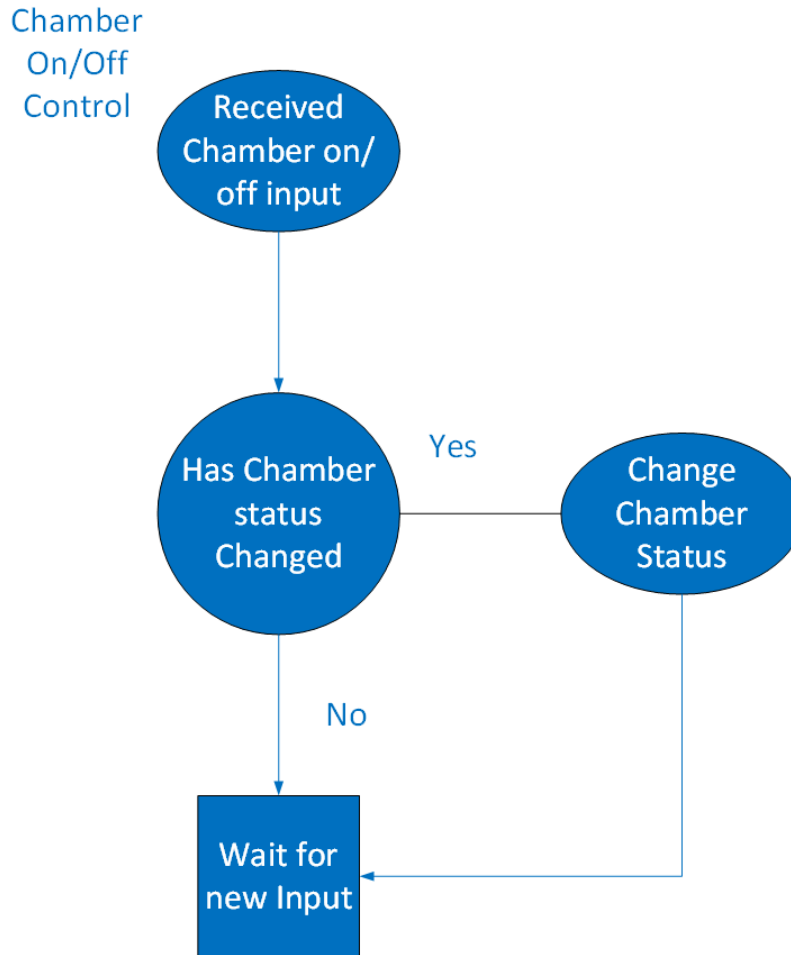 Chamber
On/Off
Control
Received
Chamber on/
off input
Has Chamber
status
Changed
Yes
Change
Chamber
Status
No
Wait for
new Input